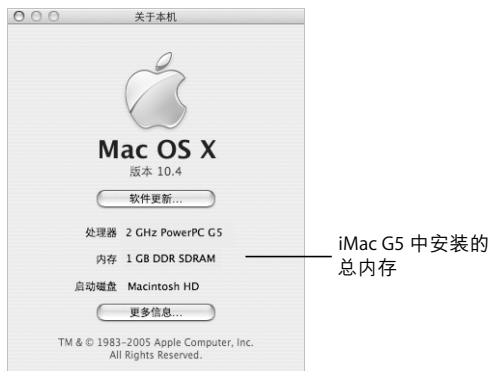 关于本机
Mac OS X
版本 10.4
软件更新...
处理器 2 GHz PowerPC G5
内存 1 GB DDR SDRAM
启动磁盘 Macintosh HD
更多信息...
TM & © 1983–2005 Apple Computer, Inc.
All Rights Reserved.
iMac G5 中安装的
总内存